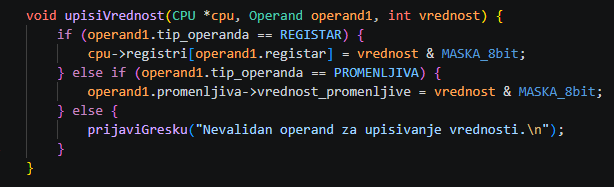 void upisiVrednost(CPU *cpu, Operand operand1, int vrednost) {
    if (operand1.tip_operanda == REGISTAR) {
        cpu->registri[operand1.registar] = vrednost & MASKA_8bit;
    } else if (operand1.tip_operanda == PROMENLJIVA) {
        operand1.promenljiva->vrednost_promenljive = vrednost & MASKA_8bit;
    } else {
        prijaviGresku("Nevalidan operand za upisivanje vrednosti.\n");
    }
}